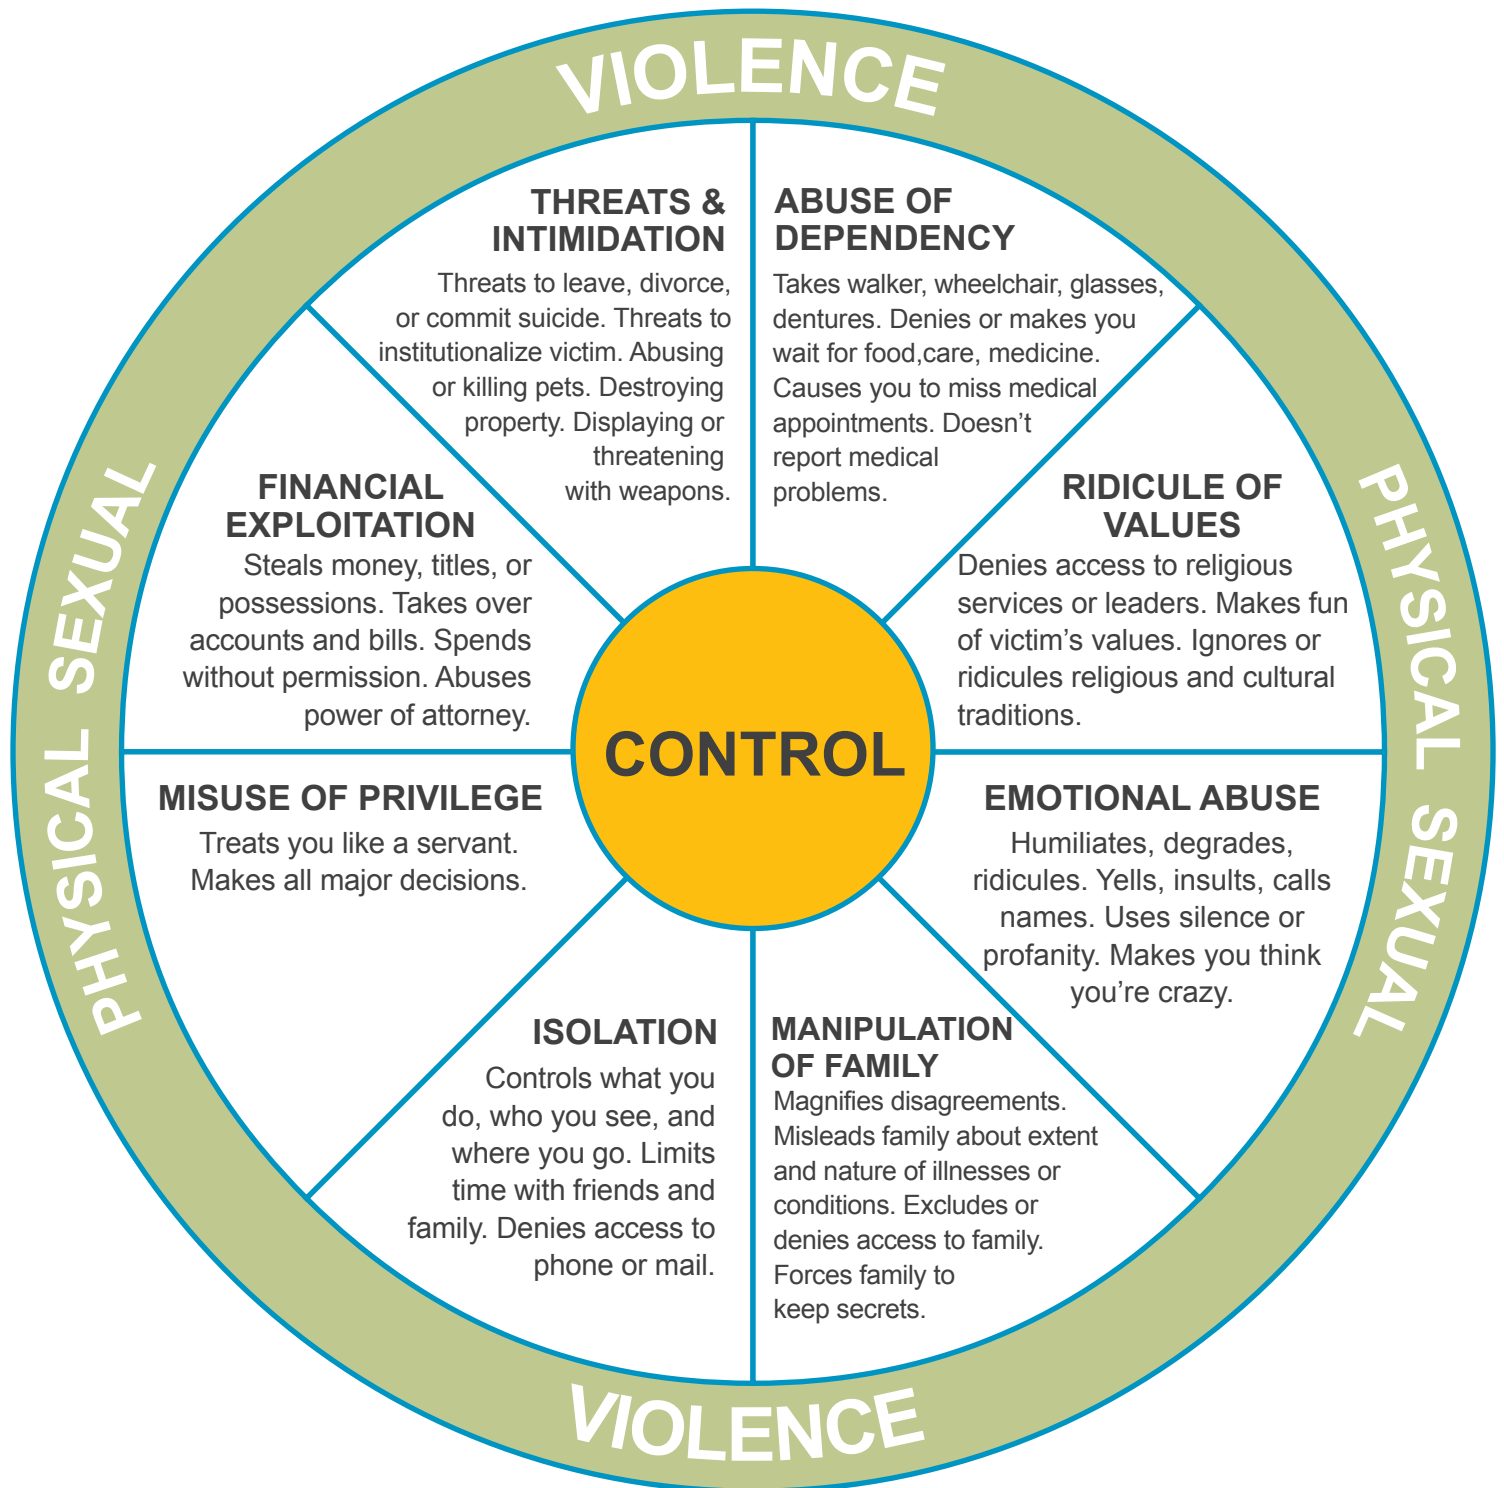 VIOLENCE
THREATS &
INTIMIDATION
Threats to leave, divorce,
or commit suicide. Threats to
institutionalize victim. Abusing
or killing pets. Destroying
property. Displaying or
threatening
with weapons.
ABUSE OF
DEPENDENCY
Takes walker, wheelchair, glasses,
dentures. Denies or makes you
wait for food,care, medicine.
Causes you to miss medical
appointments. Doesn’t
report medical
problems.
FINANCIAL
EXPLOITATION
Steals money, titles, or
possessions. Takes over
accounts and bills. Spends
without permission. Abuses
power of attorney.
RIDICULE OF
VALUES
Denies access to religious
services or leaders. Makes fun
of victim’s values. Ignores or
ridicules religious and cultural
traditions.
PHYSICAL SEXUAL
CONTROL
PHYSICAL SEXUAL
MISUSE OF PRIVILEGE
Treats you like a servant.
Makes all major decisions.
EMOTIONAL ABUSE
Humiliates, degrades,
ridicules. Yells, insults, calls
names. Uses silence or
profanity. Makes you think
you’re crazy.
ISOLATION
Controls what you
do, who you see, and
where you go. Limits
time with friends and
family. Denies access to
phone or mail.
MANIPULATION
OF FAMILY
Magnifies disagreements.
Misleads family about extent
and nature of illnesses or
conditions. Excludes or
denies access to family.
Forces family to
keep secrets.
VIOLENCE